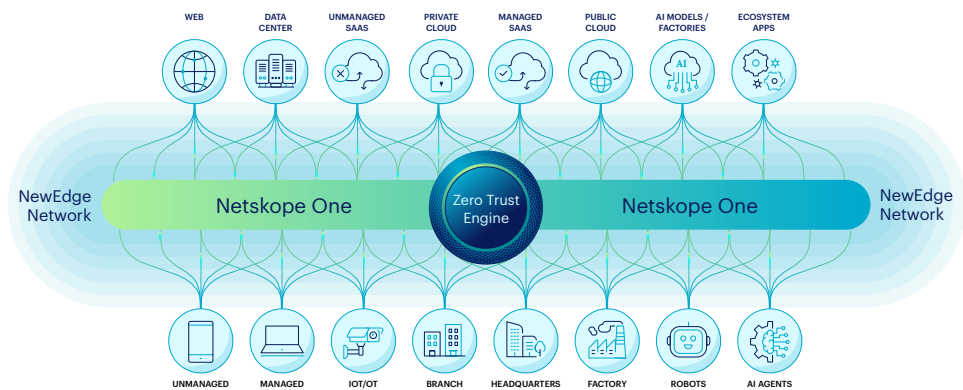 WEB
DATA
CENTER
UNMANAGED
SAAS
PRIVATE
CLOUD
MANAGED
SAAS
PUBLIC
CLOUD
AI MODELS /
FACTORIES
ECOSYSTEM
APPS
AI
NewEdge
Network
Netskope One
Zero Trust
Engine
Netskope One
NewEdge
Network
UNMANAGED
MANAGED
IOT/OT
BRANCH
HEADQUARTERS
FACTORY
ROBOTS
AI AGENTS